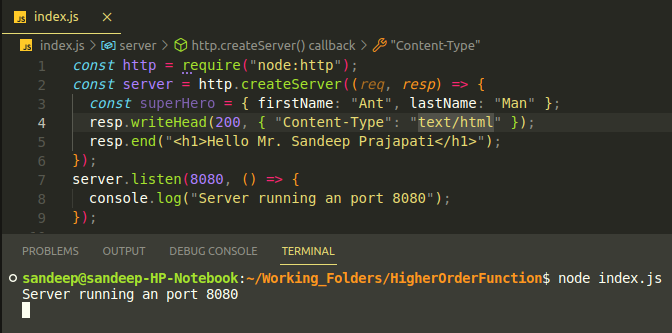 JS index.js ×
JS index.js > server > http.createServer() callback > "Content-Type"
1 const http = require("node:http");
2 const server = http.createServer((req, resp) => {
3 const superHero = { firstName: "Ant", lastName: "Man" };
4 resp.writeHead(200, { "Content-Type": "text/html" });
5 resp.end("<h1>Hello Mr. Sandeep Prajapati</h1>");
6 });
7 server.listen(8080, () => {
8 console.log("Server running an port 8080");
9 });
PROBLEMS OUTPUT DEBUG CONSOLE TERMINAL
sandeep@sandeep-HP-Notebook:~/Working_Folders/HigherOrderFunction$ node index.js
Server running an port 8080